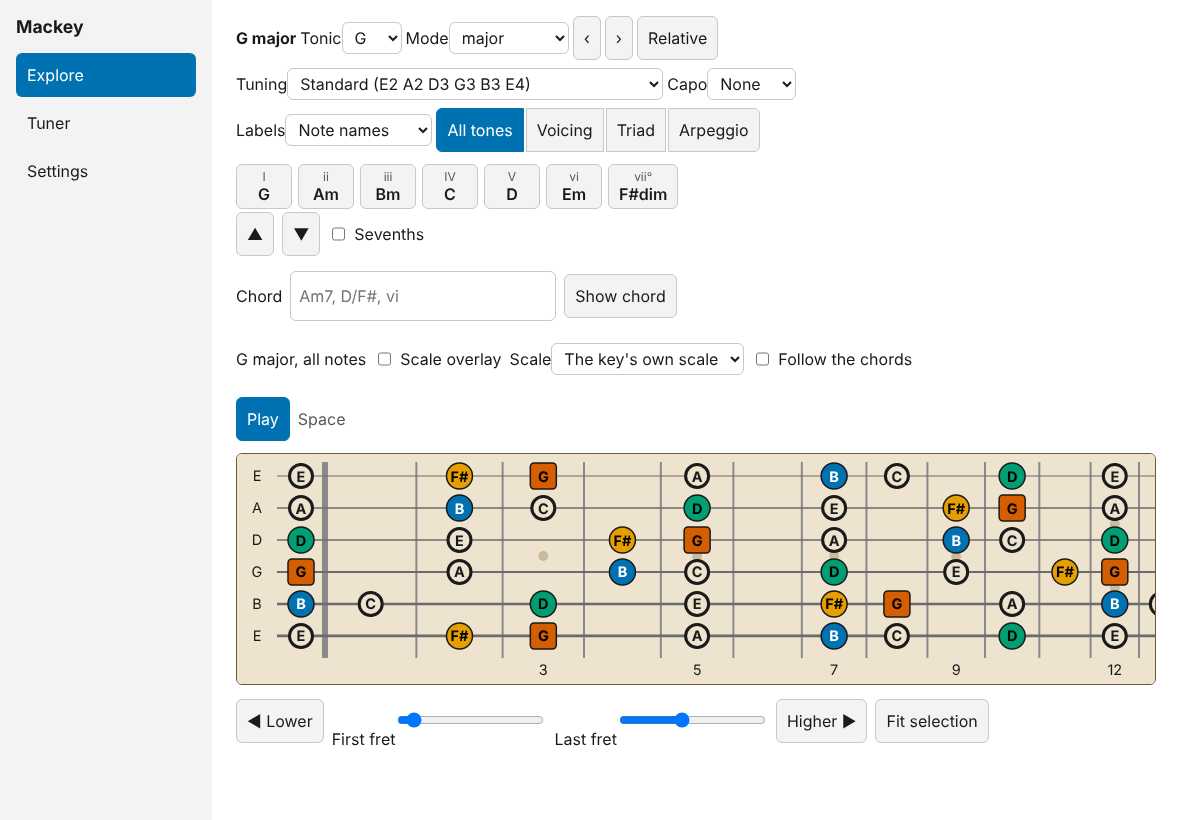 Mackey
Explore
Tuner
Settings
G major Tonic G Mode major ‹ › Relative
Tuning Standard (E2 A2 D3 G3 B3 E4) Capo None
Labels Note names All tones Voicing Triad Arpeggio
I ii iii IV V vi vii°
G Am Bm C D Em F#dim
▲ ▼ Sevenths
Chord Am7, D/F#, vi Show chord
G major, all notes Scale overlay Scale The key's own scale Follow the chords
Play Space
E E F# G A B C D E
A A B C D E F# G A
D D E F# G A B C D
G G A B C D E F# G
B B C D E F# G A B
E E F# G A B C D E
3 5 7 9 12
◀ Lower First fret Last fret Higher ▶ Fit selection